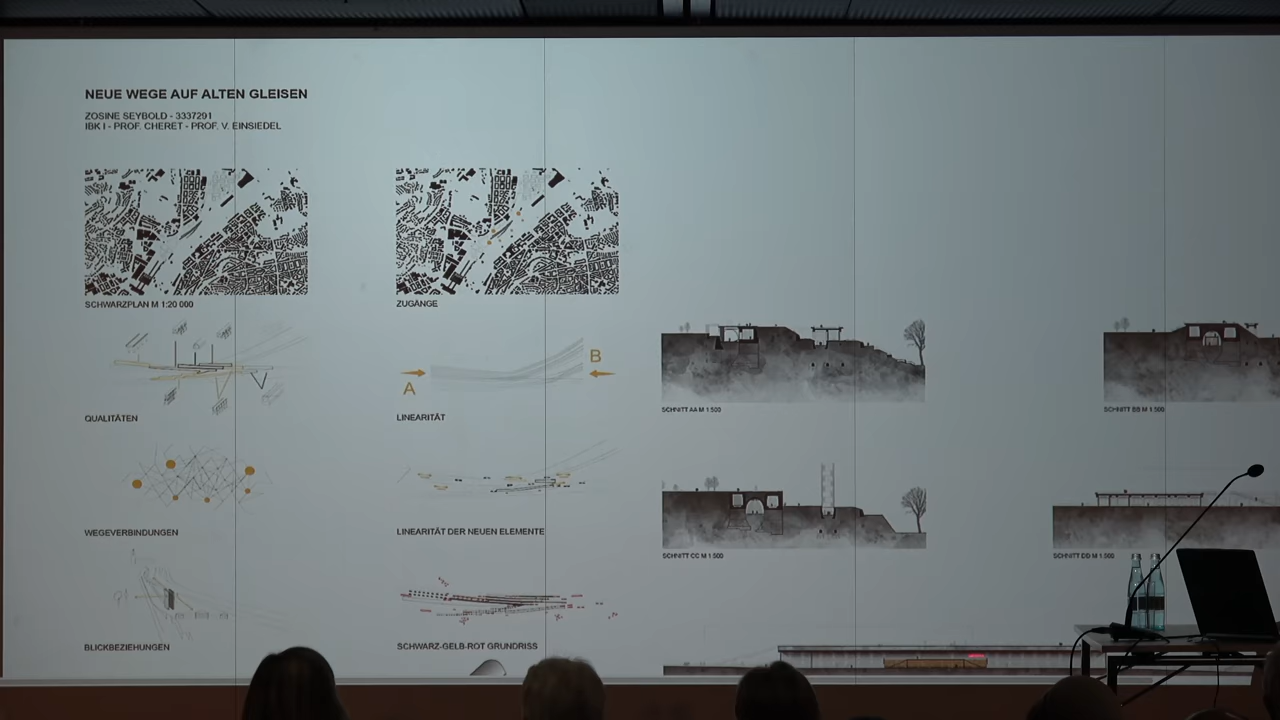 NEUE WEGE AUF ALTEN GLEISEN
ZOSINE SEYBOLD - 3337291
IBK I - PROF. CHERET - PROF. V. EINSIEDEL
SCHWARZPLAN M 1:20 000
ZUGÄNGE
A
B
QUALITÄTEN
LINEARITÄT
SCHNITT AA M 1:500
SCHNITT BB M 1:500
WEGEVERBINDUNGEN
LINEARITÄT DER NEUEN ELEMENTE
SCHNITT CC M 1:500
SCHNITT DD M 1:500
BLICKBEZIEHUNGEN
SCHWARZ-GELB-ROT GRUNDRISS